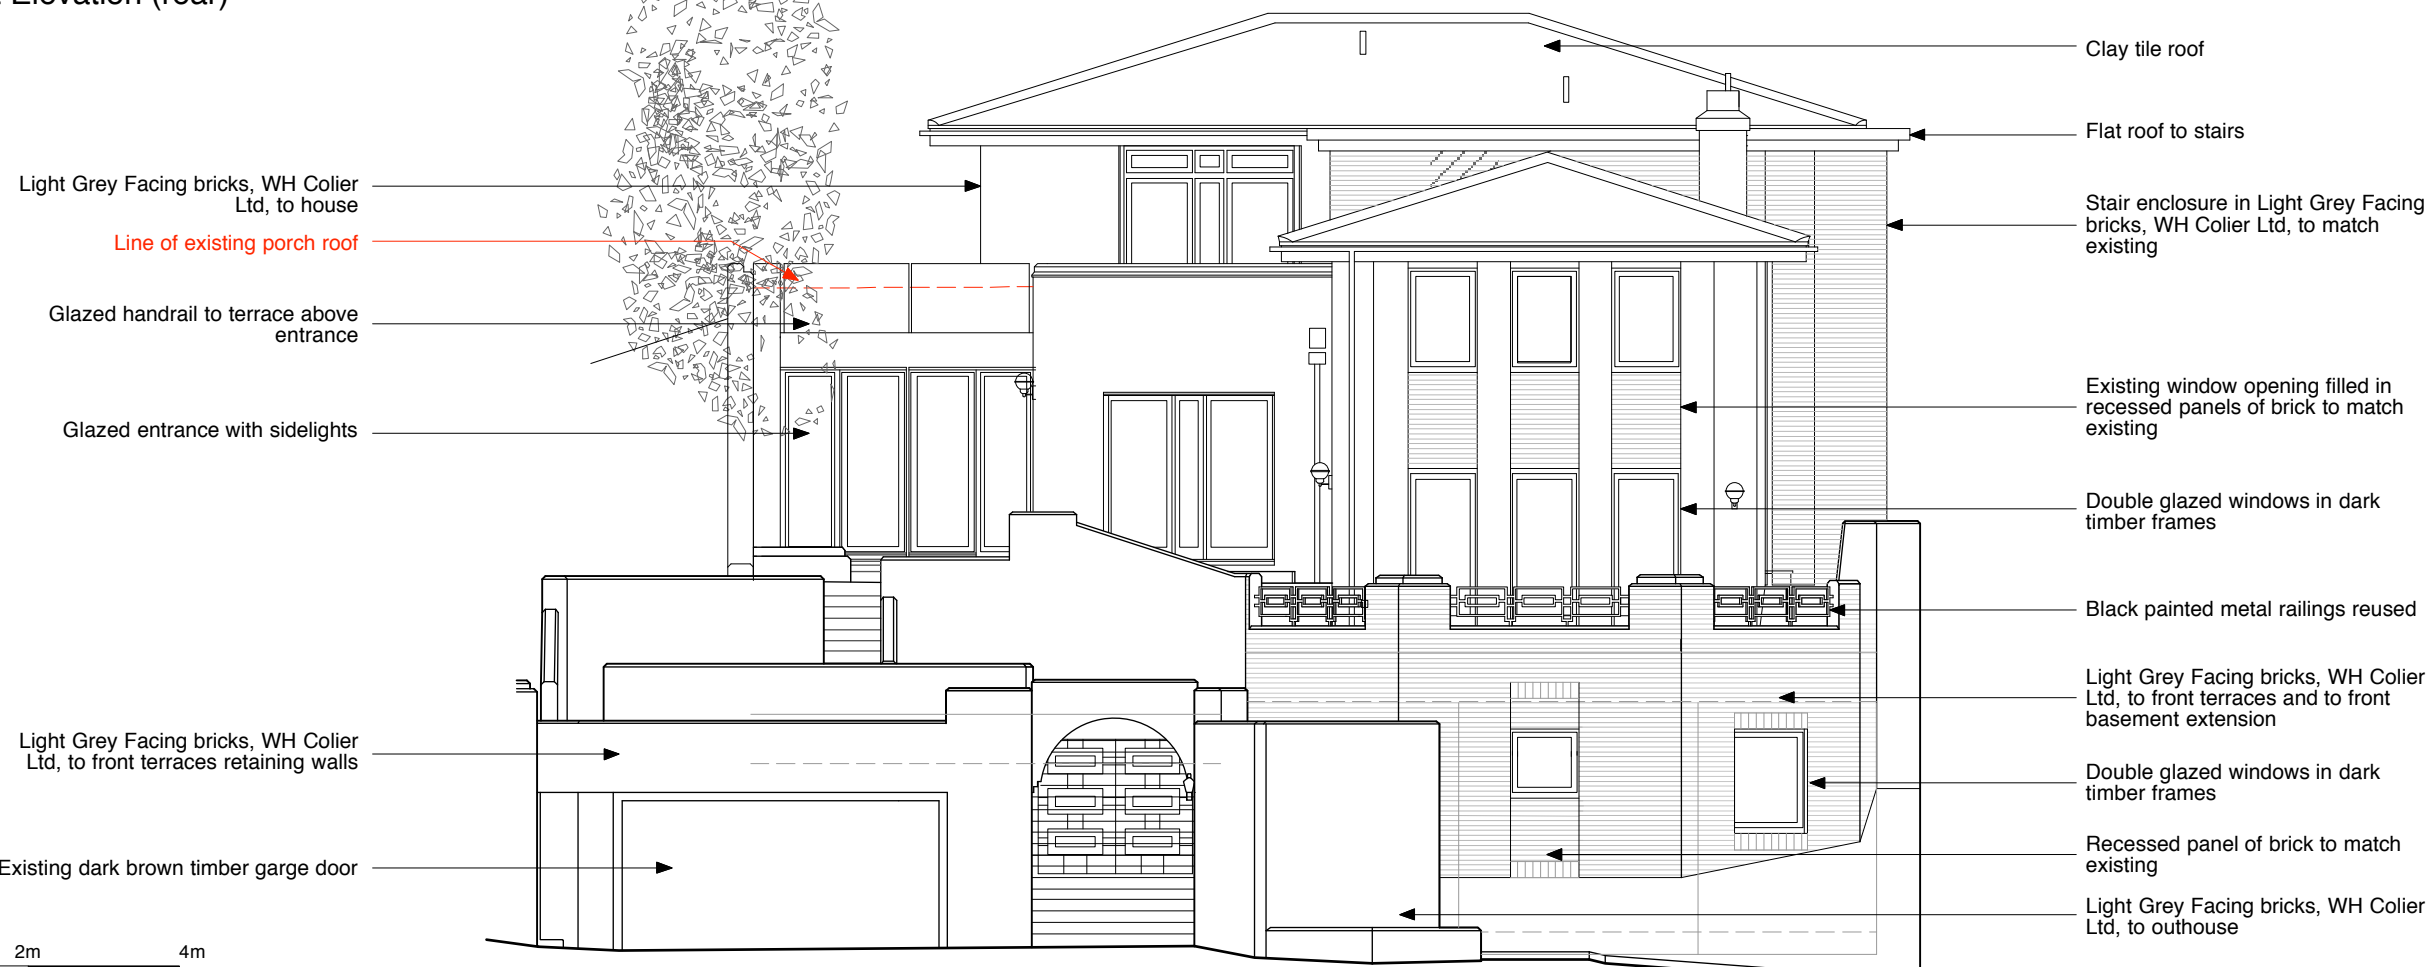 Elevation (rear)
Light Grey Facing bricks, WH Colier
Ltd, to house
Line of existing porch roof
Glazed handrail to terrace above
entrance
Glazed entrance with sidelights
Light Grey Facing bricks, WH Colier
Ltd, to front terraces retaining walls
Existing dark brown timber garge door
2m 4m
Clay tile roof
Flat roof to stairs
Stair enclosure in Light Grey Facing
bricks, WH Colier Ltd, to match
existing
Existing window opening filled in
recessed panels of brick to match
existing
Double glazed windows in dark
timber frames
Black painted metal railings reused
Light Grey Facing bricks, WH Colier
Ltd, to front terraces and to front
basement extension
Double glazed windows in dark
timber frames
Recessed panel of brick to match
existing
Light Grey Facing bricks, WH Colier
Ltd, to outhouse